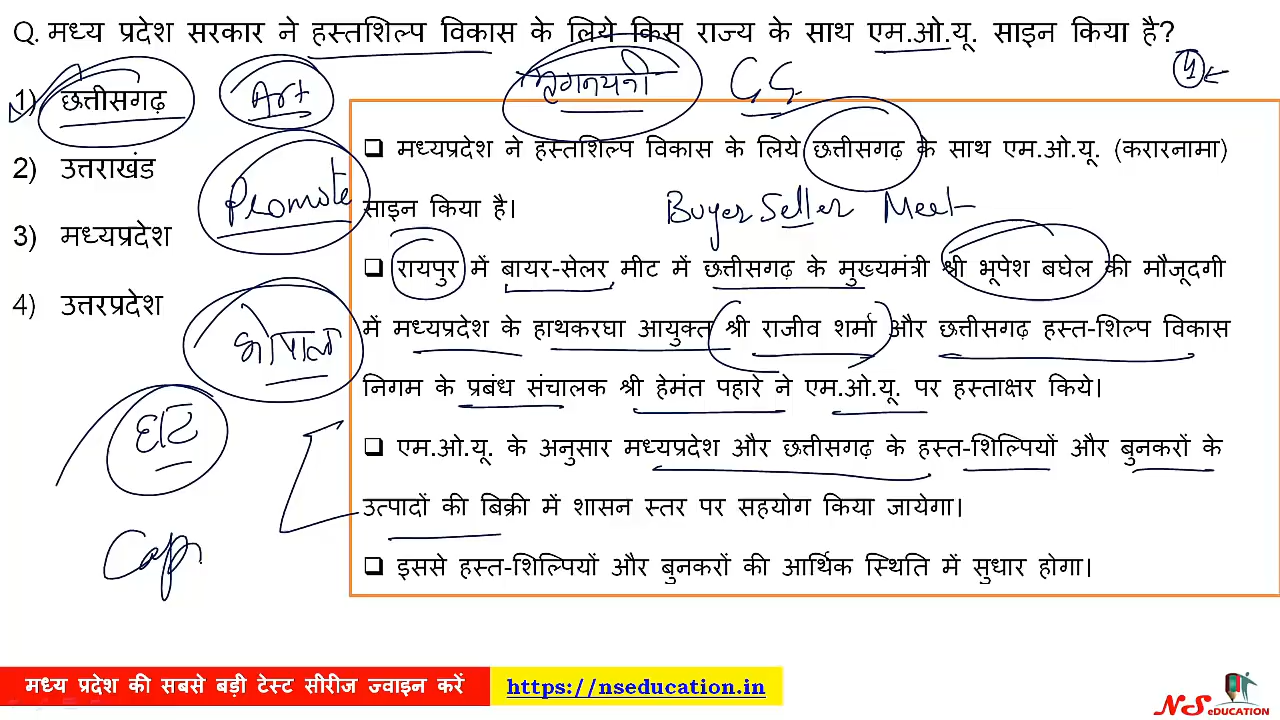 Q. मध्य प्रदेश सरकार ने हस्तशिल्प विकास के लिये किस राज्य के साथ एम.ओ.यू. साइन किया है?
1) छत्तीसगढ़
2) उत्तराखंड
3) मध्यप्रदेश
4) उत्तरप्रदेश
Art
मृगनयनी
CG
Promote
भोपाल
हाट
❑ मध्यप्रदेश ने हस्तशिल्प विकास के लिये छत्तीसगढ़ के साथ एम.ओ.यू. (करारनामा)
साइन किया है।
Buyer Seller Meet
❑ रायपुर में बायर-सेलर मीट में छत्तीसगढ़ के मुख्यमंत्री श्री भूपेश बघेल की मौजूदगी
में मध्यप्रदेश के हाथकरघा आयुक्त श्री राजीव शर्मा और छत्तीसगढ़ हस्त-शिल्प विकास
निगम के प्रबंध संचालक श्री हेमंत पहारे ने एम.ओ.यू. पर हस्ताक्षर किये।
❑ एम.ओ.यू. के अनुसार मध्यप्रदेश और छत्तीसगढ़ के हस्त-शिल्पियों और बुनकरों के
उत्पादों की बिक्री में शासन स्तर पर सहयोग किया जायेगा।
❑ इससे हस्त-शिल्पियों और बुनकरों की आर्थिक स्थिति में सुधार होगा।
मध्य प्रदेश की सबसे बड़ी टेस्ट सीरीज ज्वाइन करें
https://nseducation.in
NS eDUCATION